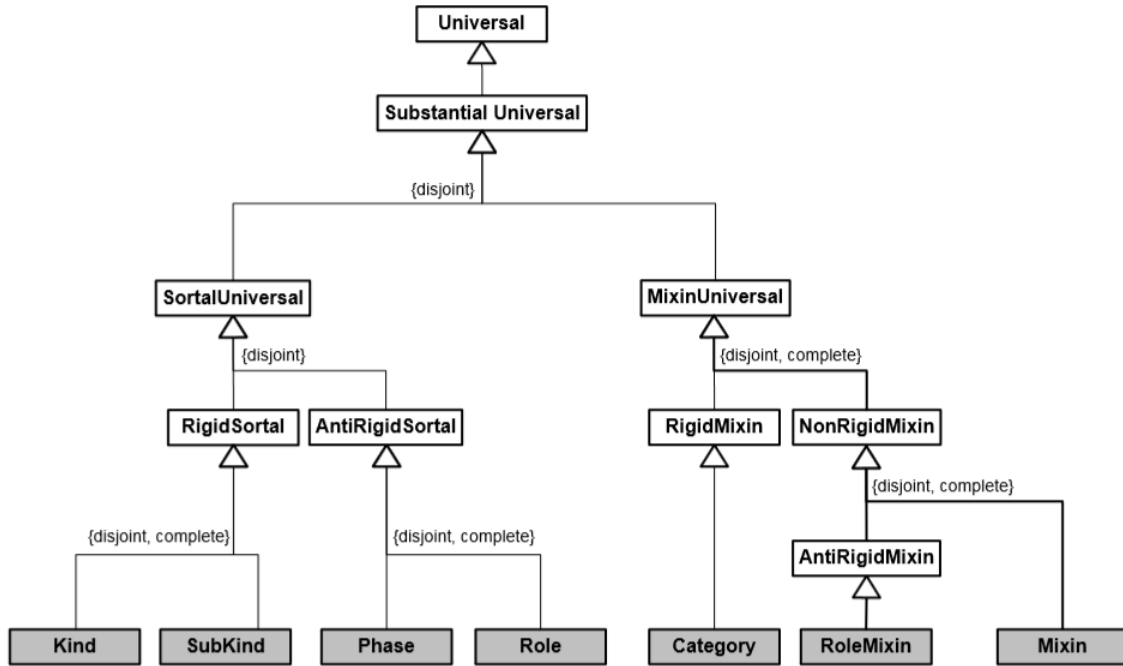 Universal
Substantial Universal
{disjoint}
SortalUniversal
MixinUniversal
{disjoint}
{disjoint, complete}
RigidSortal
AntiRigidSortal
RigidMixin
NonRigidMixin
{disjoint, complete}
{disjoint, complete}
{disjoint, complete}
AntiRigidMixin
Kind
SubKind
Phase
Role
Category
RoleMixin
Mixin